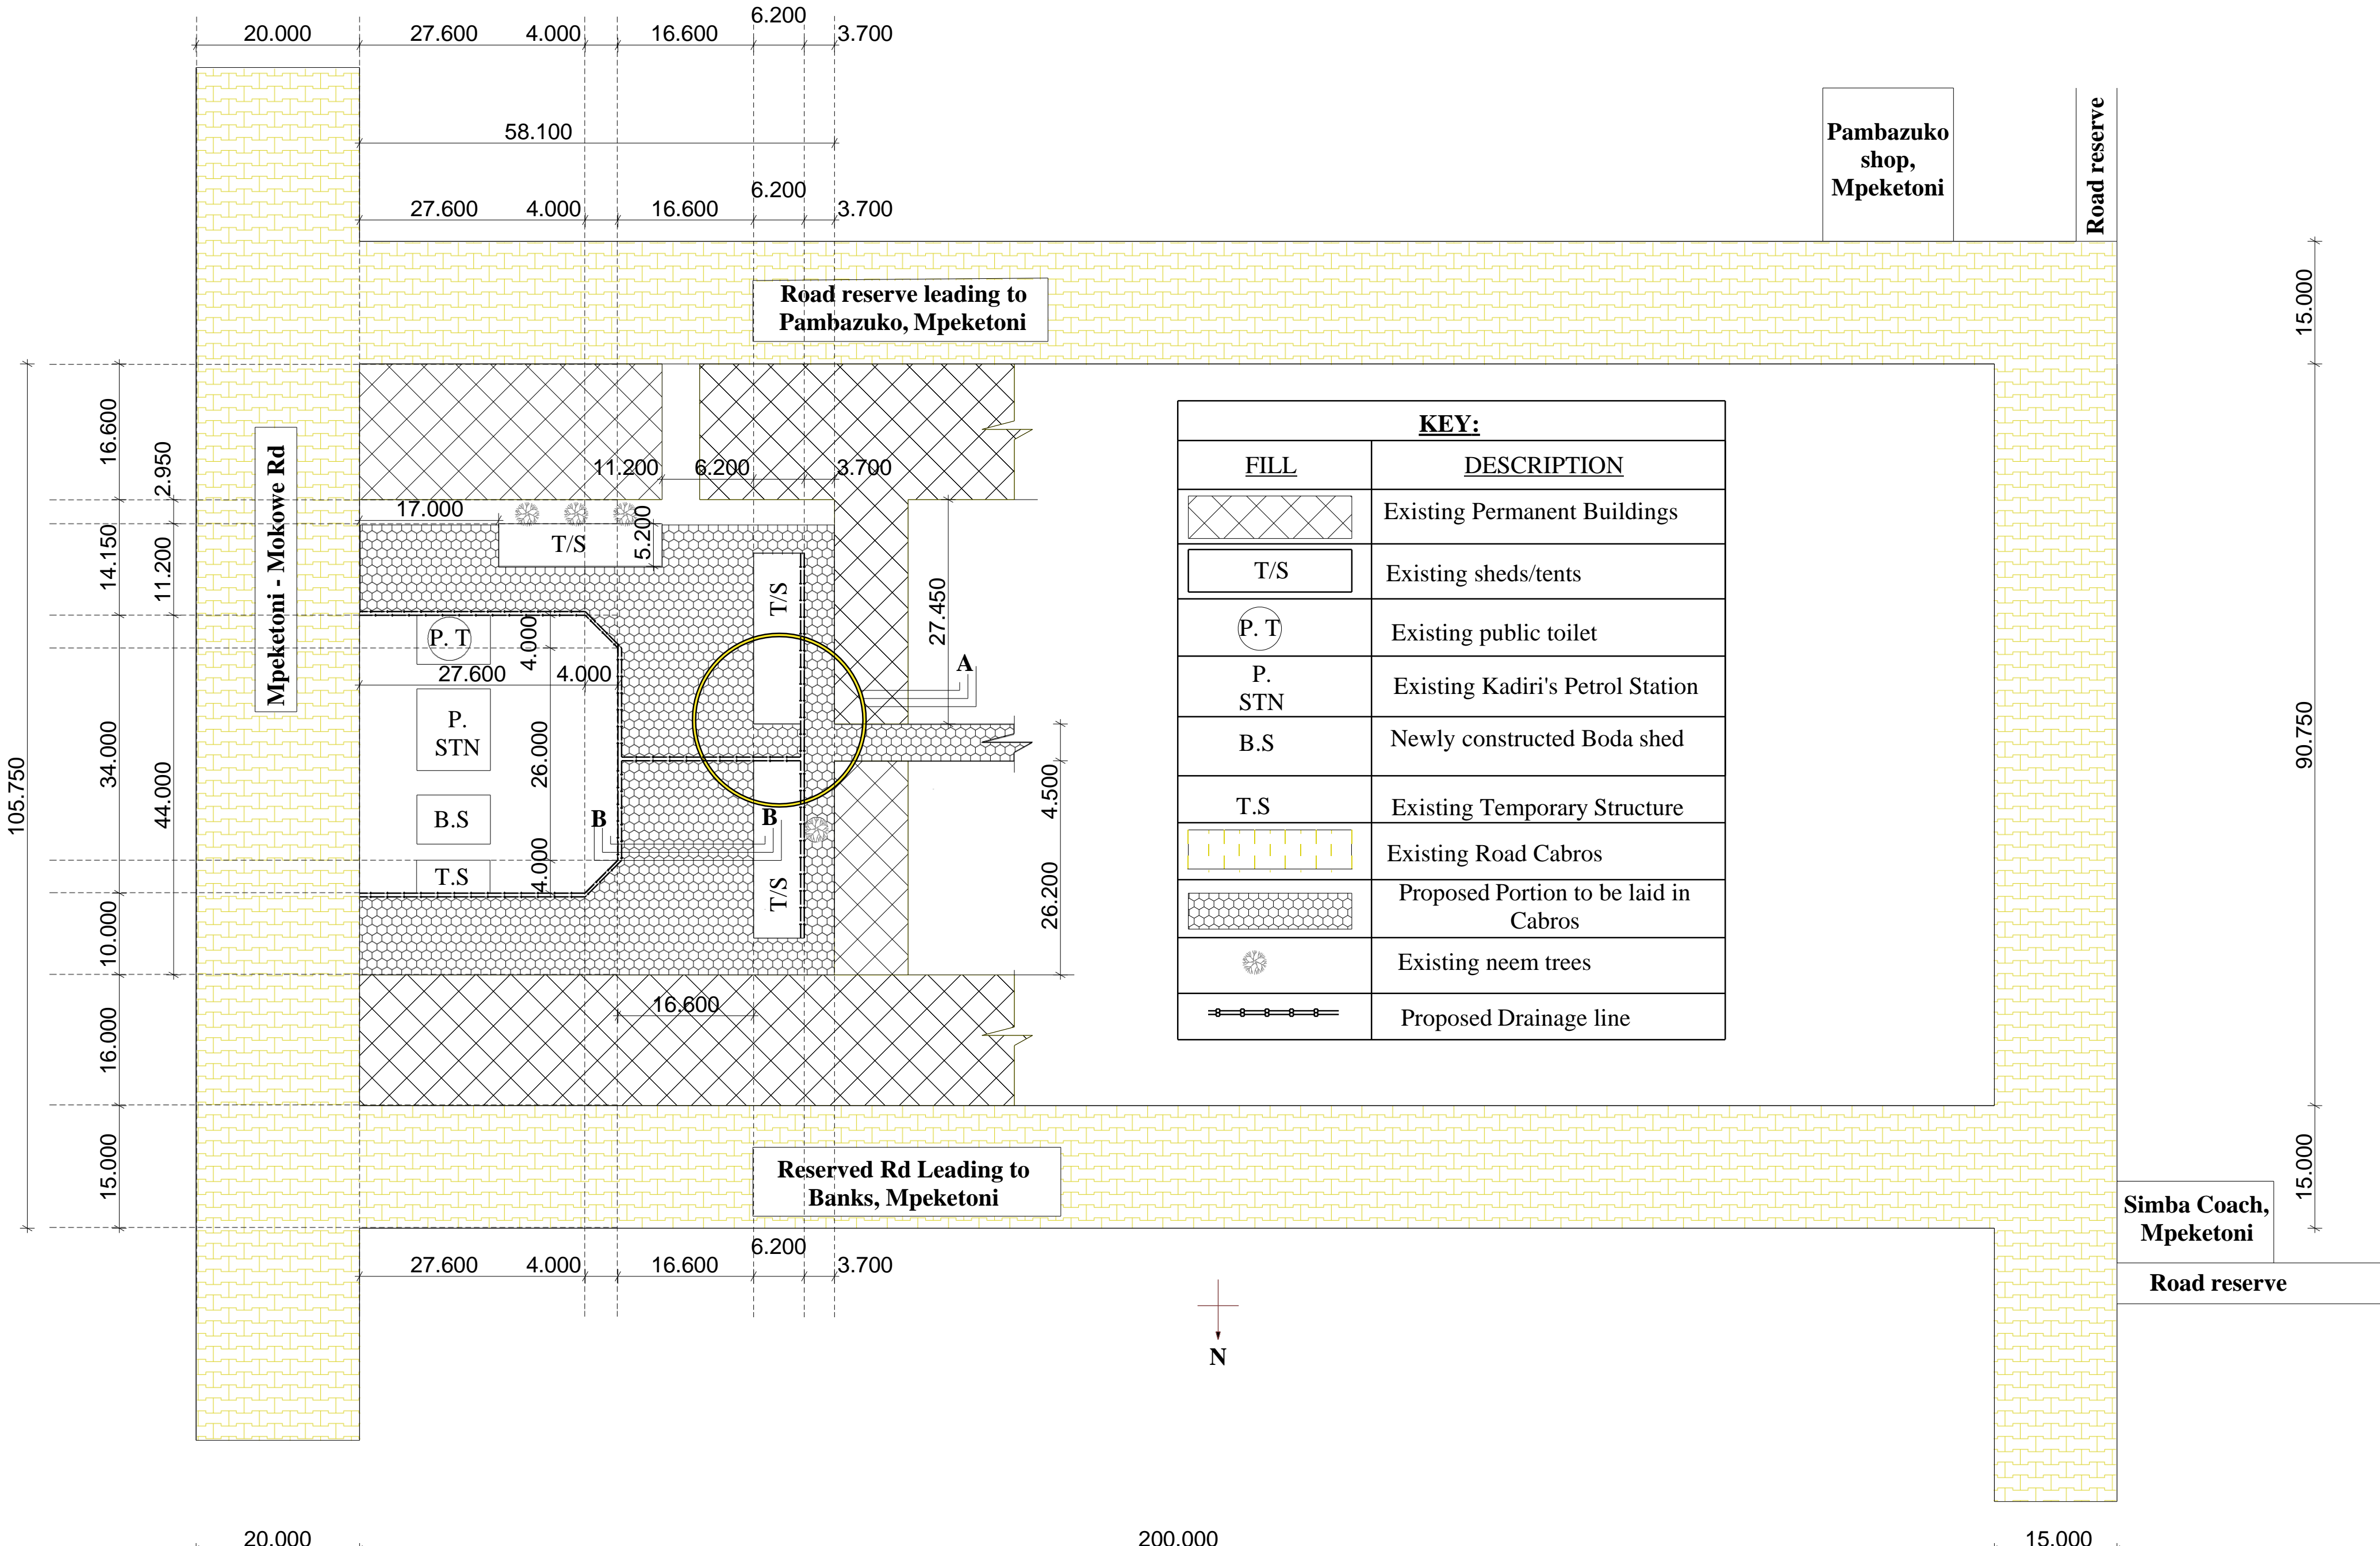 6.200
20.000 27.600 4.000 16.600 3.700
58.100
6.200
27.600 4.000 16.600 3.700
Pambazuko
shop,
Mpeketoni
Road reserve
15.000
Road reserve leading to
Pambazuko, Mpeketoni
16.600
2.950
14.150
11.200
34.000
44.000
105.750
10.000
16.000
15.000
Mpeketoni - Mokowe Rd
11.200 6.200 3.700
17.000
T/S
5.200
T/S
27.450
P. T
4.000
27.600 4.000
A
P.
STN
26.000
B.S
B
B
T.S
4.000
T/S
4.500
26.200
16.600
KEY:
FILL DESCRIPTION
Existing Permanent Buildings
T/S Existing sheds/tents
P. T Existing public toilet
P.
STN
Existing Kadiri's Petrol Station
B.S Newly constructed Boda shed
T.S Existing Temporary Structure
Existing Road Cabros
Proposed Portion to be laid in
Cabros
Existing neem trees
Proposed Drainage line
90.750
15.000
Reserved Rd Leading to
Banks, Mpeketoni
Simba Coach,
Mpeketoni
Road reserve
6.200
27.600 4.000 16.600 3.700
N
20.000 200.000 15.000